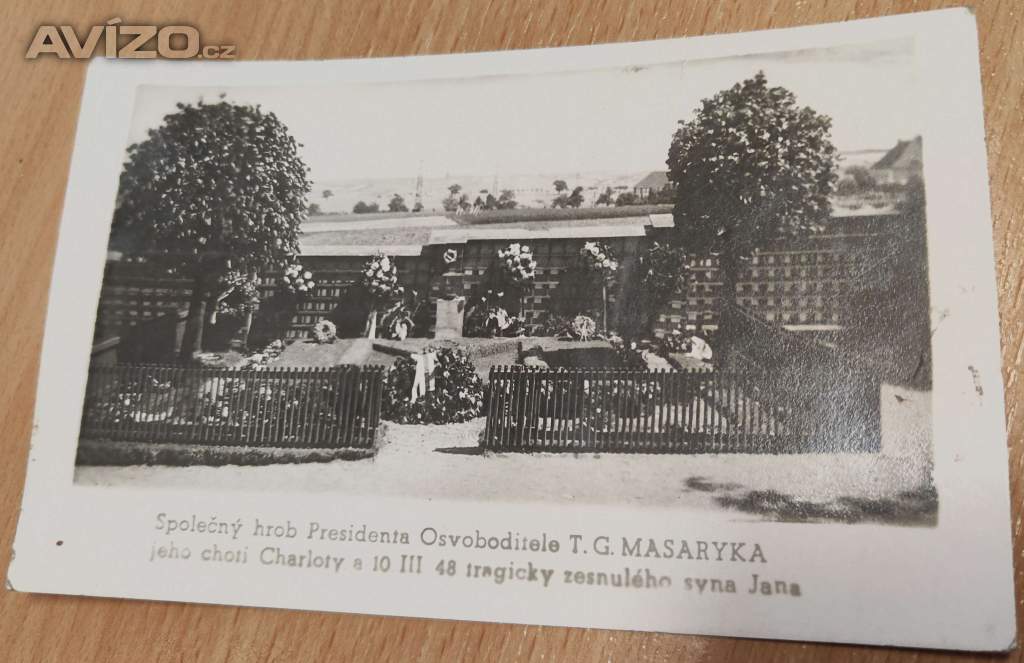 AVÍZO.cz
Společný hrob Presidenta Osvoboditele T. G. MASARYKA
jeho choti Charloty a 10 III 48 tragicky zesnulého syna Jana